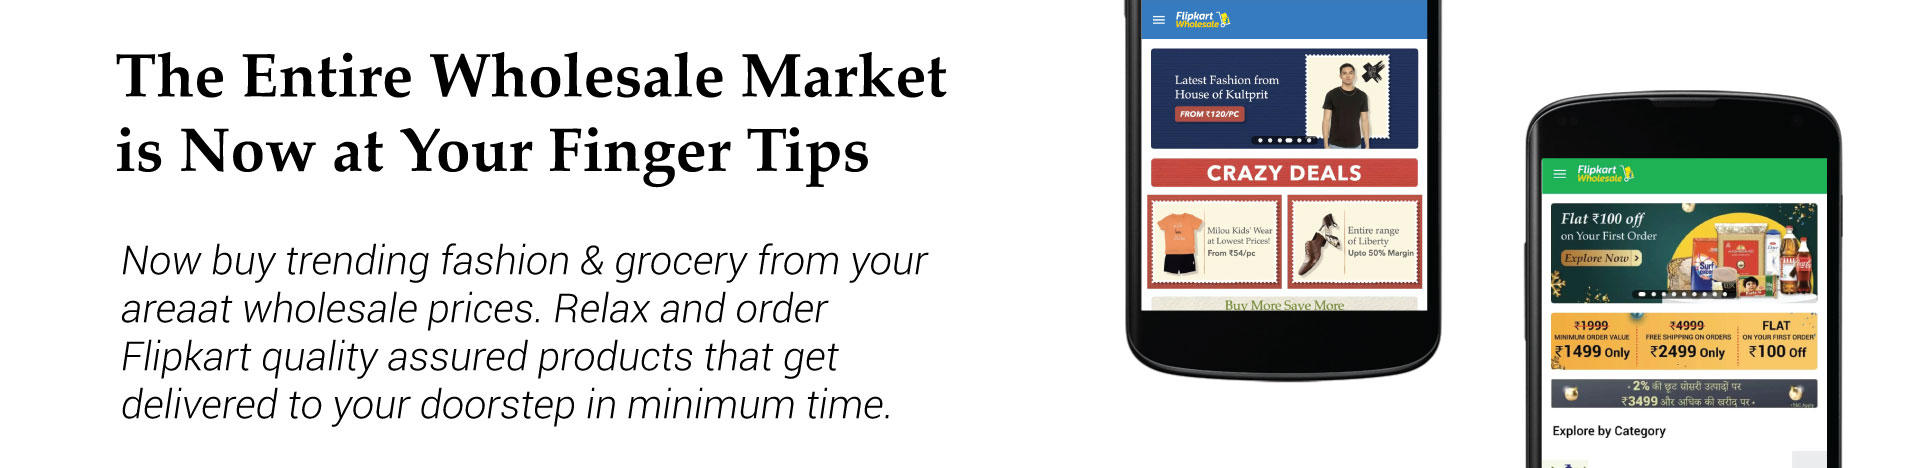 The Entire Wholesale Market
is Now at Your Finger Tips
Now buy trending fashion & grocery from your
areaat wholesale prices. Relax and order
Flipkart quality assured products that get
delivered to your doorstep in minimum time.
Flipkart
Wholesale
Latest Fashion from
House of Kultprit
FROM ₹120/PC
CRAZY DEALS
Milou Kids' Wear
at Lowest Prices!
From ₹54/pc
Entire range
of Liberty
Upto 50% Margin
Buy More Save More
Flipkart
Wholesale
Flat ₹100 off
on Your First Order
Explore Now >
Surf
₹1999
MINIMUM ORDER VALUE
₹1499 Only
₹4999
FREE SHIPPING ON ORDERS
₹2499 Only
FLAT
ON YOUR FIRST ORDER*
₹100 Off
2% की छूट ग्रोसरी उत्पादों पर
₹3499 और अधिक की खरीद पर
*T&C Apply
Explore by Category